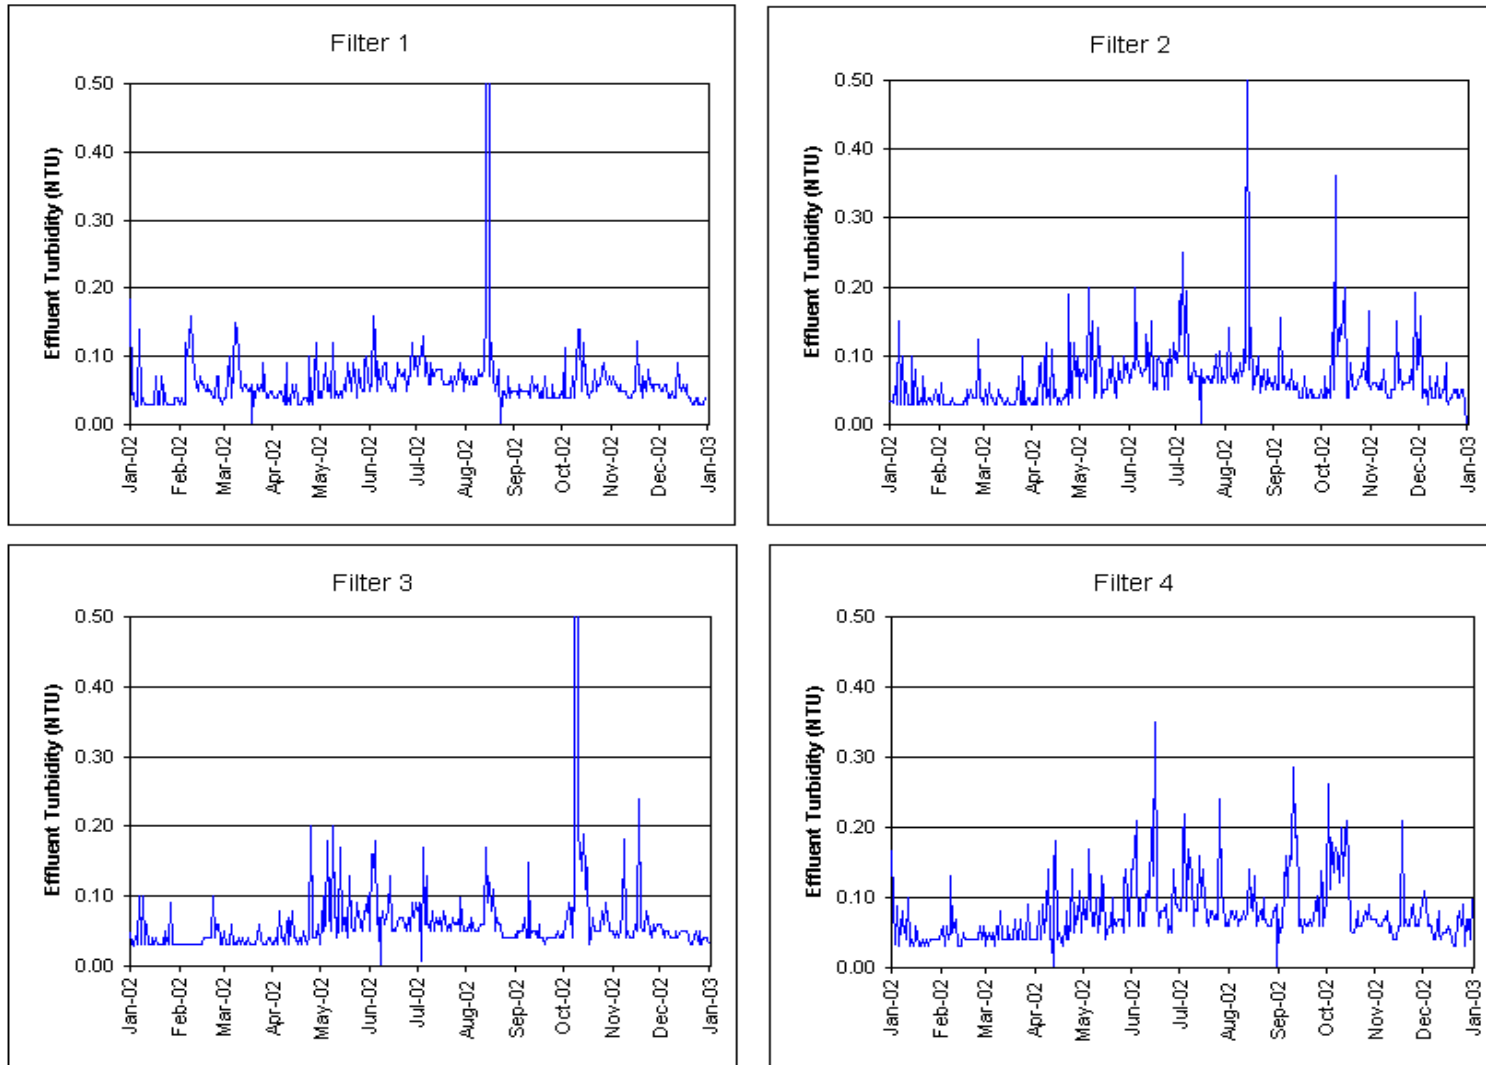 Filter 1
0.50
0.40
0.30
0.20
0.10
0.00
Effluent Turbidity (NTU)
Jan-02
Feb-02
Mar-02
Apr-02
May-02
Jun-02
Jul-02
Aug-02
Sep-02
Oct-02
Nov-02
Dec-02
Jan-03
Filter 2
0.50
0.40
0.30
0.20
0.10
0.00
Effluent Turbidity (NTU)
Jan-02
Feb-02
Mar-02
Apr-02
May-02
Jun-02
Jul-02
Aug-02
Sep-02
Oct-02
Nov-02
Dec-02
Jan-03
Filter 3
0.50
0.40
0.30
0.20
0.10
0.00
Effluent Turbidity (NTU)
Jan-02
Feb-02
Mar-02
Apr-02
May-02
Jun-02
Jul-02
Aug-02
Sep-02
Oct-02
Nov-02
Dec-02
Jan-03
Filter 4
0.50
0.40
0.30
0.20
0.10
0.00
Effluent Turbidity (NTU)
Jan-02
Feb-02
Mar-02
Apr-02
May-02
Jun-02
Jul-02
Aug-02
Sep-02
Oct-02
Nov-02
Dec-02
Jan-03